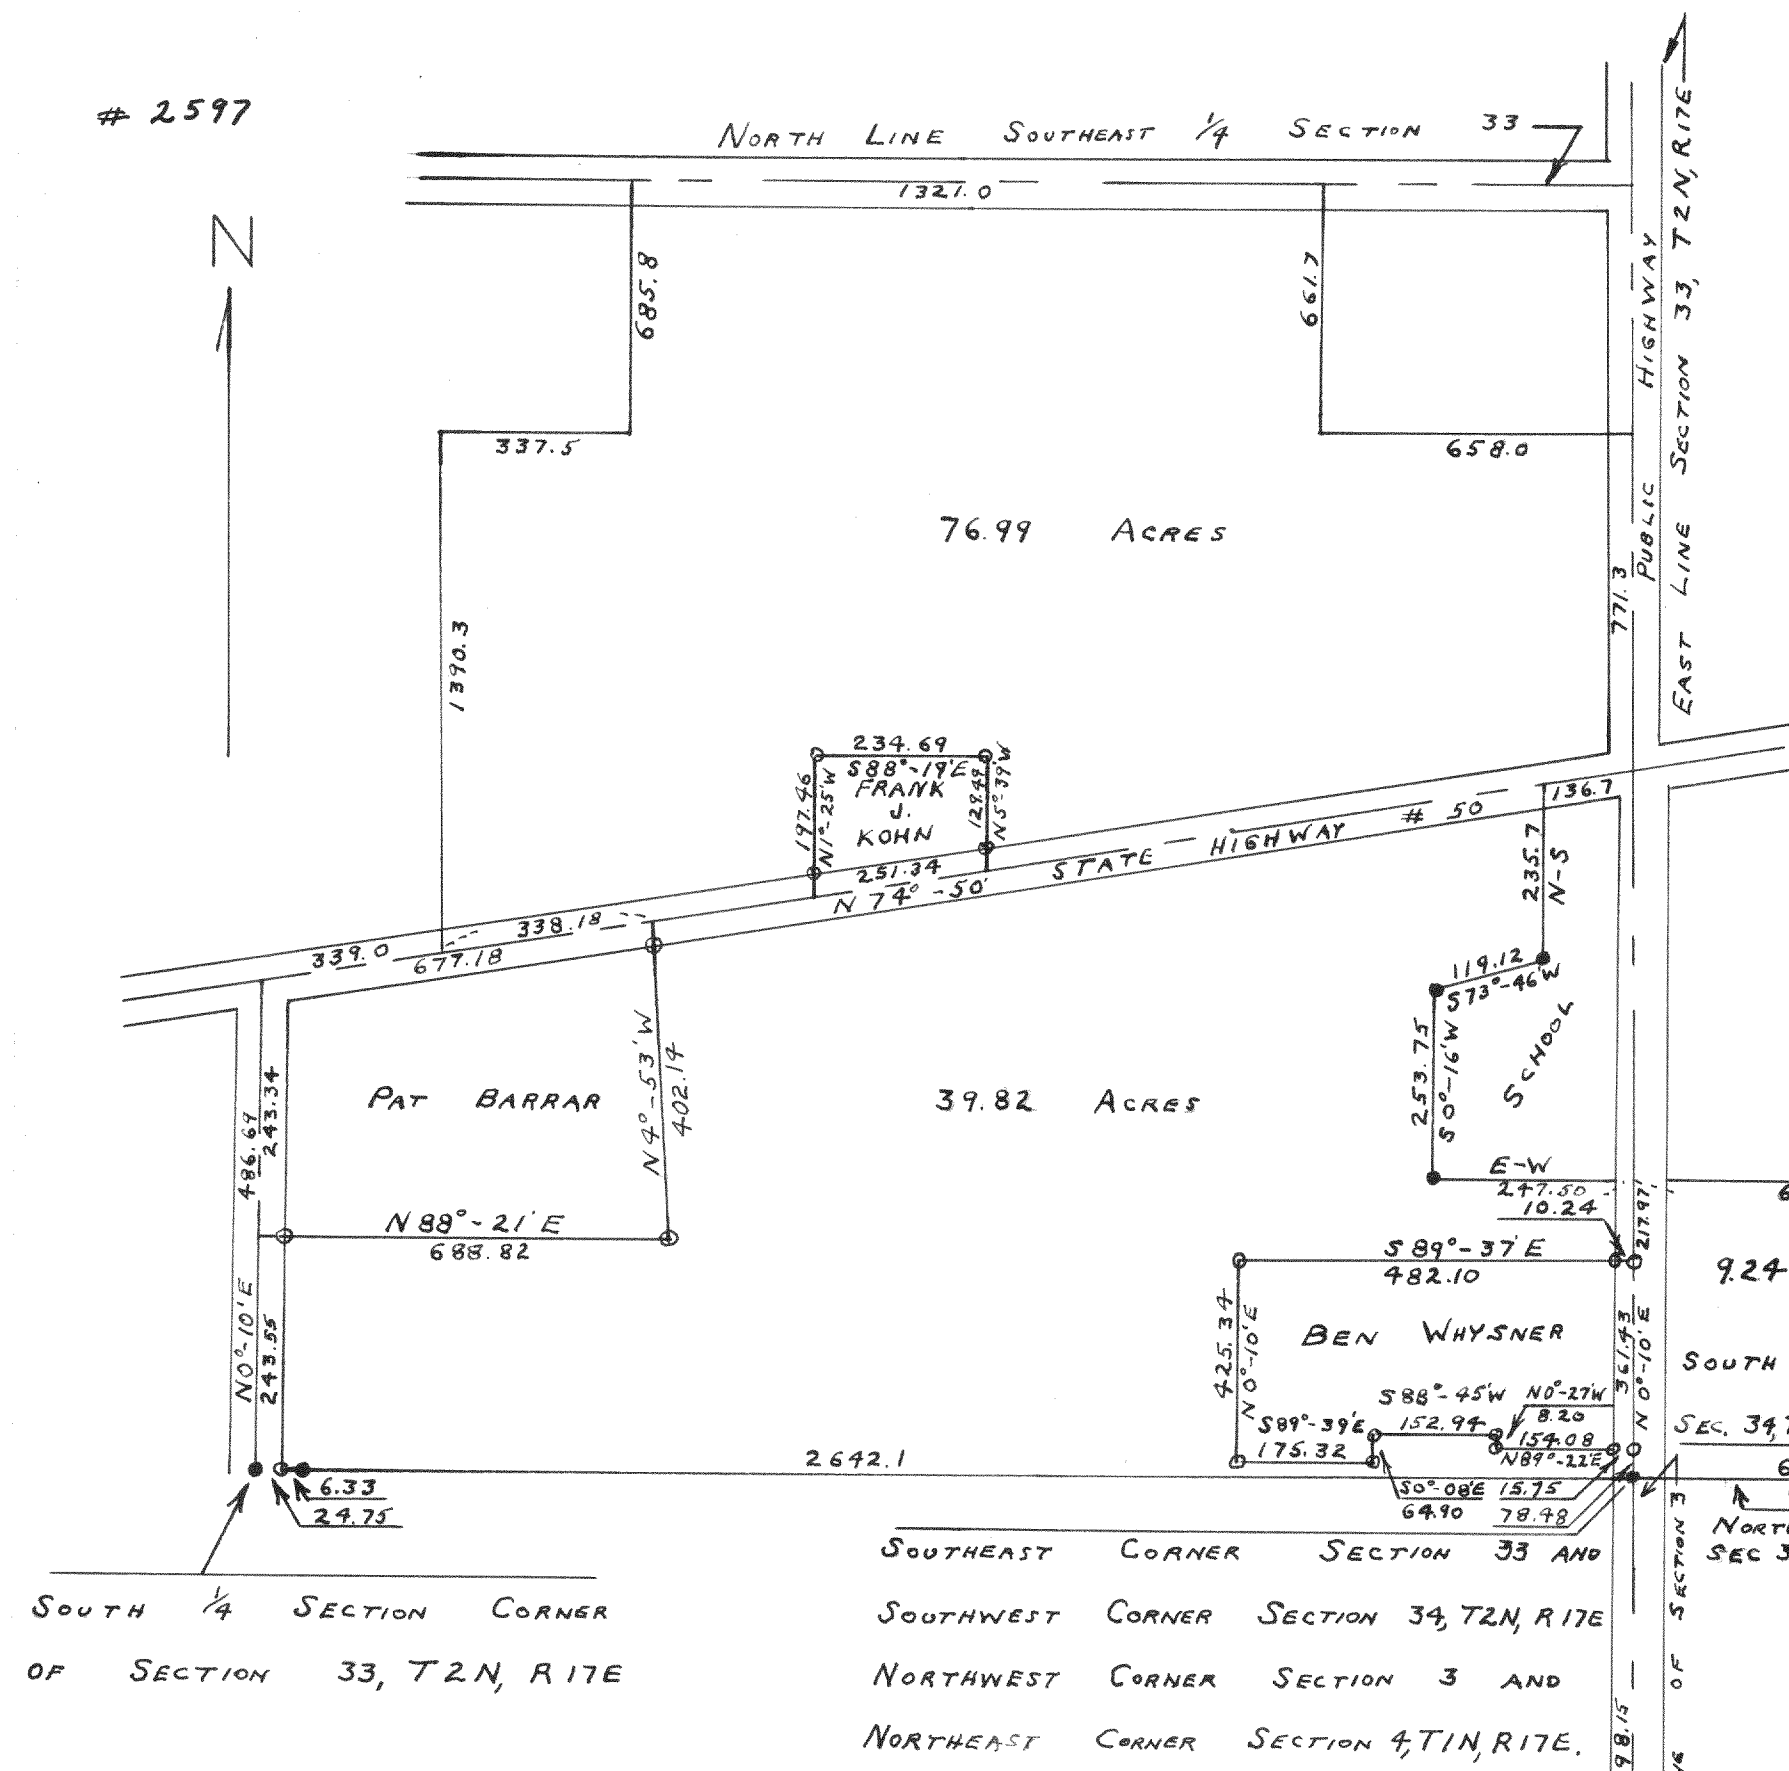 # 2597
NORTH LINE SOUTHEAST 1/4 SECTION 33
N
1321.0
685.8
661.7
337.5
658.0
PUBLIC HIGHWAY
EAST LINE SECTION 33, T2N, R17E
76.99 ACRES
771.3
1390.3
234.69
S88°-19'E
FRANK
J.
KOHN
197.46
N1°-25'W
129.49
N5°-39'W
251.34
N 74°-50'
STATE HIGHWAY # 50
136.7
235.7
N-S
338.18
339.0
677.18
119.12
S73°-46'W
253.75
S0°-16'W
SCHOOL
N4°-53'W
402.14
PAT BARRAR
39.82 ACRES
243.34
486.69
E-W
247.50
10.24
217.97'
N88°-21'E
688.82
S89°-37'E
482.10
9.24
425.34
N0°-10'E
BEN WHYSNER
361.43
N0°-10'E
SOUTH
N0°-10'E
243.55
S88°-45'W
N0°-27'W
8.20
S89°-39'E
152.94
154.08
175.32
N89°-22'E
SEC. 34,
2642.1
6.33
24.75
S0°-08'E
64.90
15.75
78.48
SOUTH 1/4 SECTION CORNER
OF SECTION 33, T2N, R17E
SOUTHEAST CORNER SECTION 33 AND
SOUTHWEST CORNER SECTION 34, T2N, R17E
NORTHWEST CORNER SECTION 3 AND
NORTHEAST CORNER SECTION 4, T1N, R17E.
OF SECTION 3
SEC 3
98.15